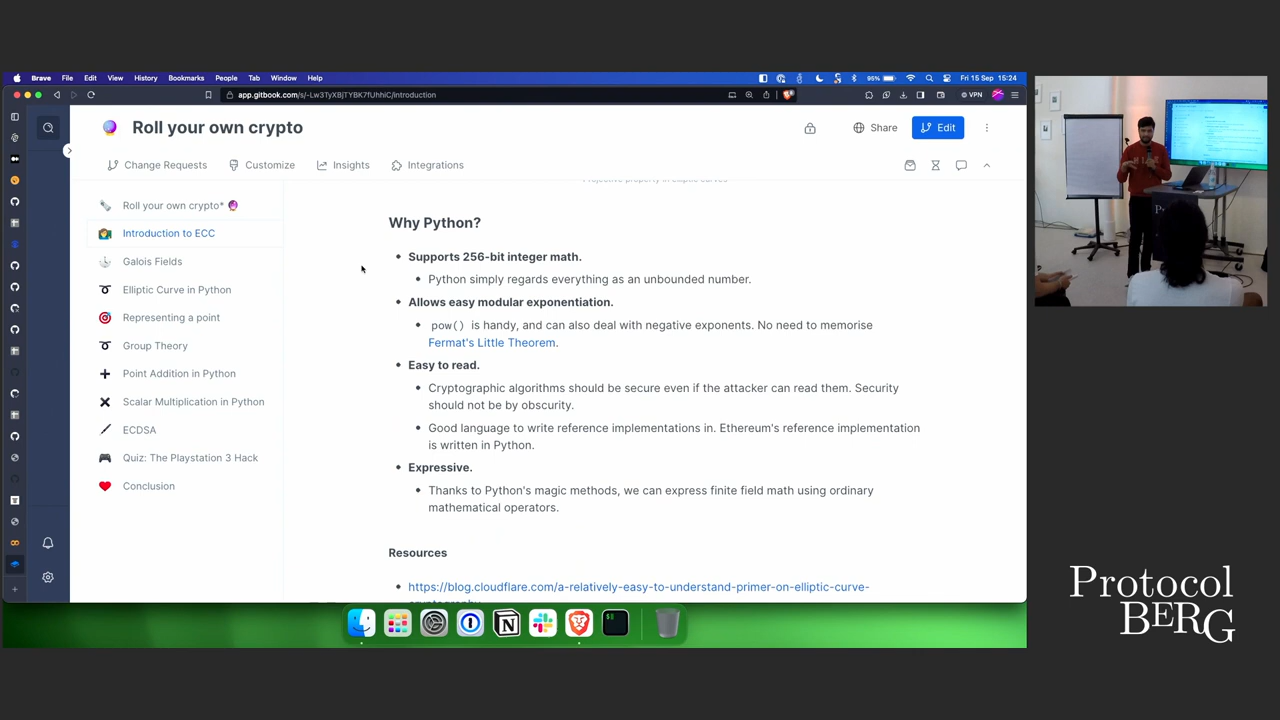 Brave File Edit View History Bookmarks People Tab Window Help
95% Fri 15 Sep 15:24
app.gitbook.com/s/-Lw3TyXBjTYBK7fUhhiC/introduction
VPN
Roll your own crypto
Share
Edit
Change Requests
Customize
Insights
Integrations
Roll your own crypto*
Introduction to ECC
Galois Fields
Elliptic Curve in Python
Representing a point
Group Theory
Point Addition in Python
Scalar Multiplication in Python
ECDSA
Quiz: The Playstation 3 Hack
Conclusion
Projective property in elliptic curves
Why Python?
Supports 256-bit integer math.
Python simply regards everything as an unbounded number.
Allows easy modular exponentiation.
pow() is handy, and can also deal with negative exponents. No need to memorise
Fermat's Little Theorem.
Easy to read.
Cryptographic algorithms should be secure even if the attacker can read them. Security
should not be by obscurity.
Good language to write reference implementations in. Ethereum's reference implementation
is written in Python.
Expressive.
Thanks to Python's magic methods, we can express finite field math using ordinary
mathematical operators.
Resources
https://blog.cloudflare.com/a-relatively-easy-to-understand-primer-on-elliptic-curve-
Protocol
BERG